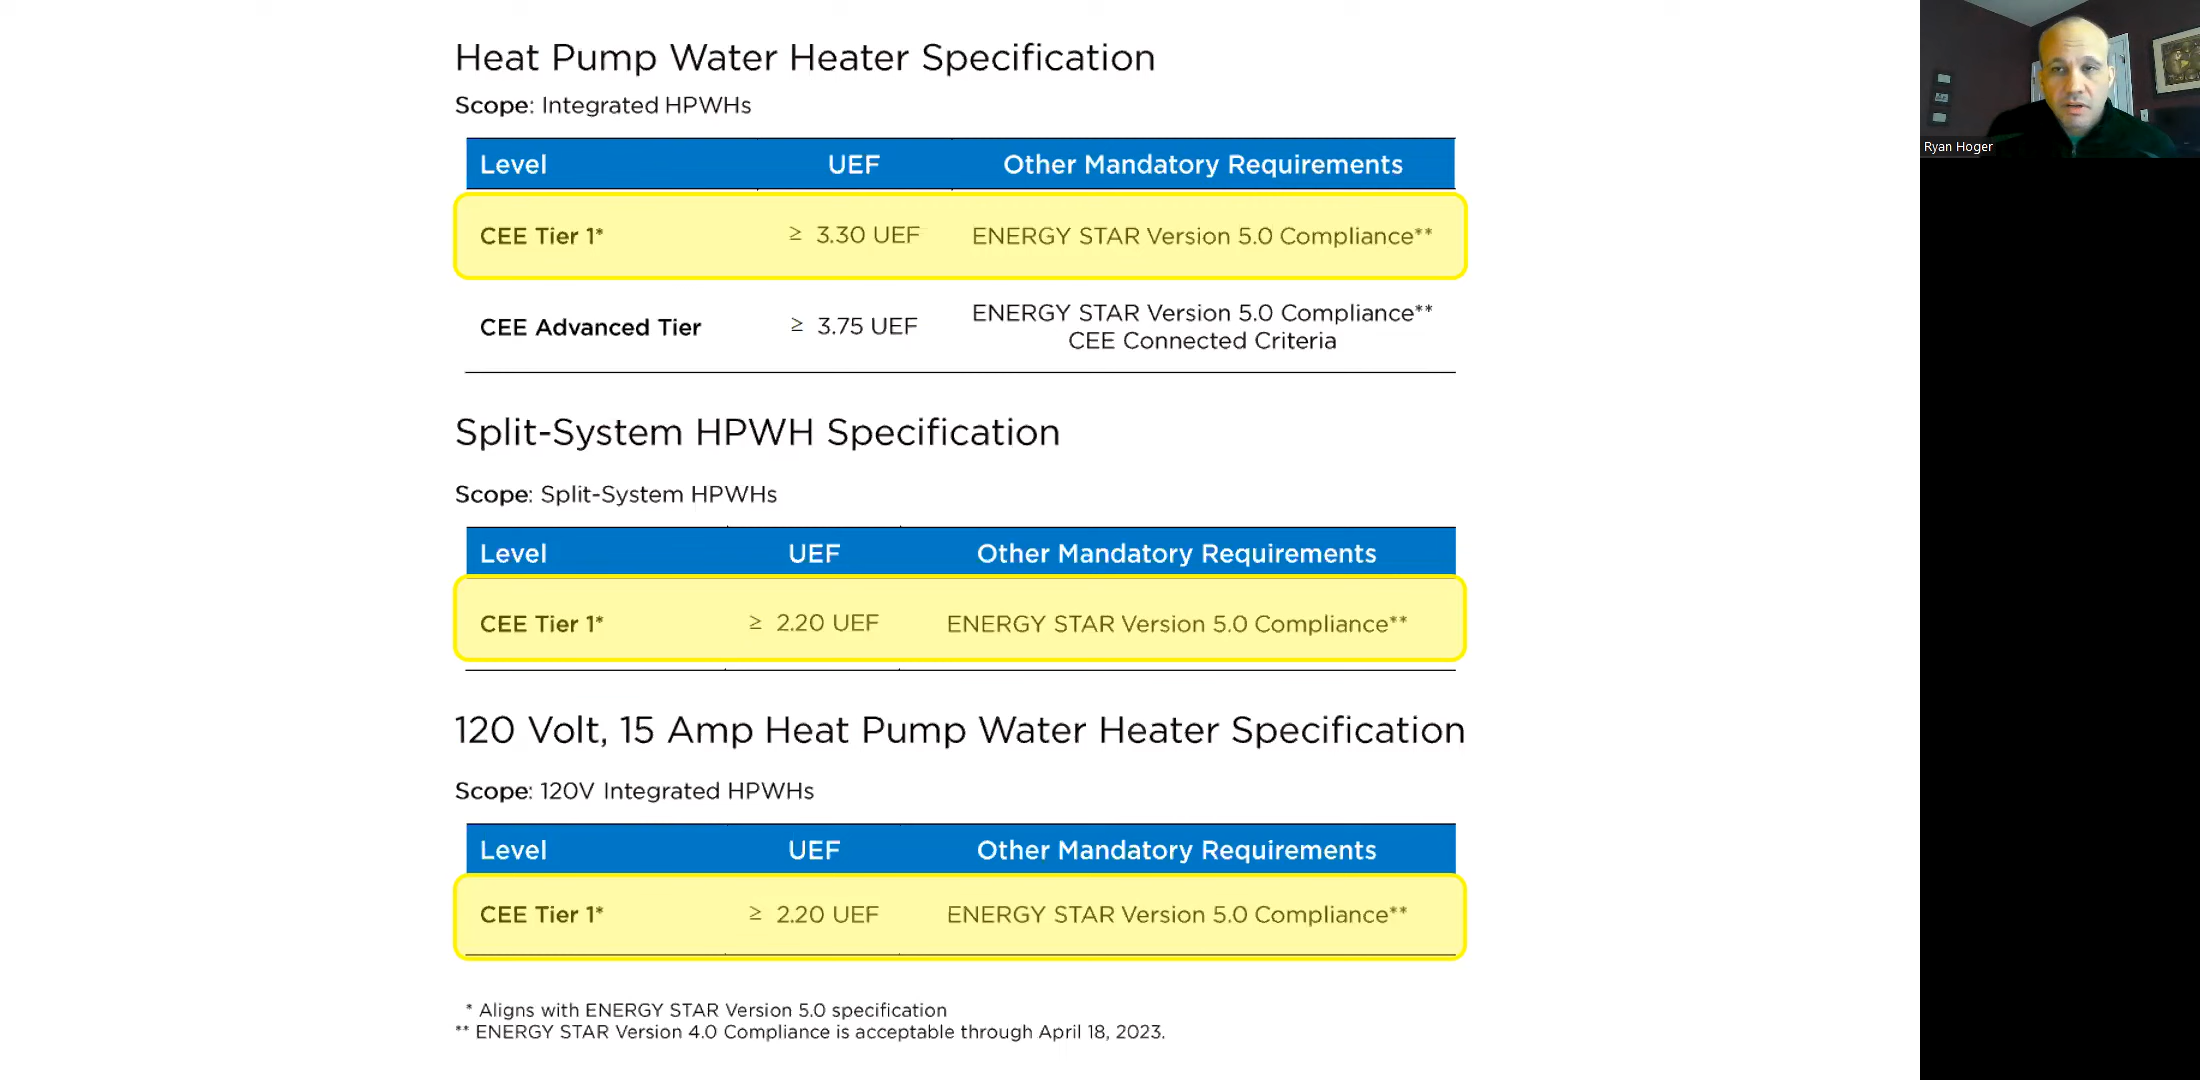 Heat Pump Water Heater Specification
Scope: Integrated HPWHs
Level UEF Other Mandatory Requirements
CEE Tier 1* ≥ 3.30 UEF ENERGY STAR Version 5.0 Compliance**
CEE Advanced Tier ≥ 3.75 UEF ENERGY STAR Version 5.0 Compliance**
CEE Connected Criteria
Split-System HPWH Specification
Scope: Split-System HPWHs
Level UEF Other Mandatory Requirements
CEE Tier 1* ≥ 2.20 UEF ENERGY STAR Version 5.0 Compliance**
120 Volt, 15 Amp Heat Pump Water Heater Specification
Scope: 120V Integrated HPWHs
Level UEF Other Mandatory Requirements
CEE Tier 1* ≥ 2.20 UEF ENERGY STAR Version 5.0 Compliance**
* Aligns with ENERGY STAR Version 5.0 specification
** ENERGY STAR Version 4.0 Compliance is acceptable through April 18, 2023.
Ryan Hoger